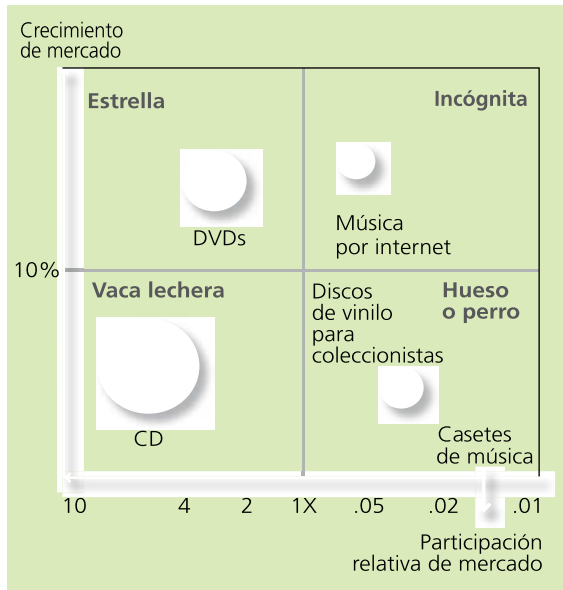 Crecimiento
de mercado
Estrella
Incógnita
DVDs
Música
por internet
10%
Vaca lechera
Discos
de vinilo
para
coleccionistas
Hueso
o perro
CD
Casetes
de música
10 4 2 1X .05 .02 .01
Participación
relativa de mercado